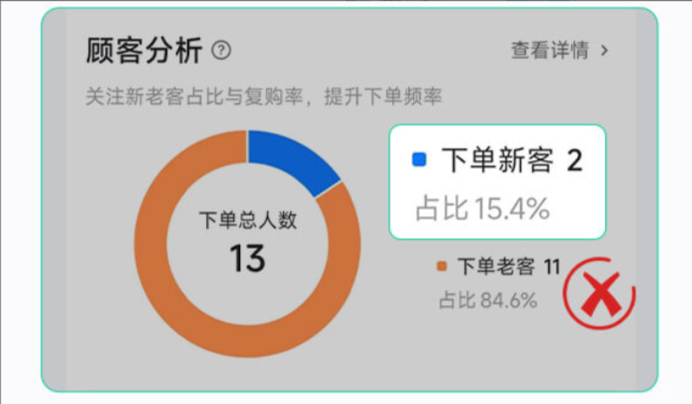 顾客分析 ? 查看详情 >
关注新老客占比与复购率，提升下单频率
下单总人数
13
下单新客 2
占比 15.4%
下单老客 11
占比 84.6%